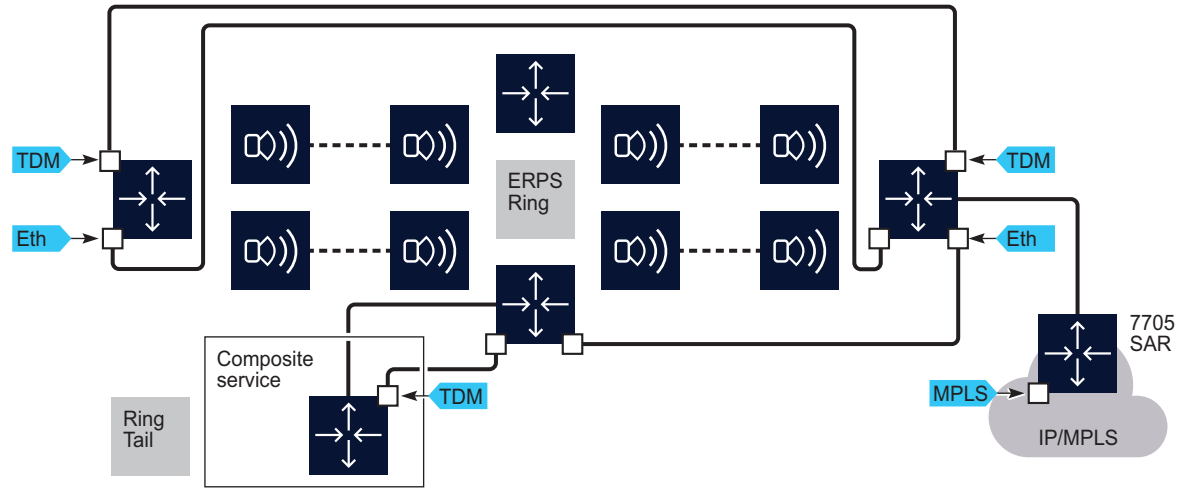 TDM
TDM
ERPS
Ring
Eth
Eth
7705
SAR
Composite
service
TDM
MPLS
Ring
Tail
IP/MPLS